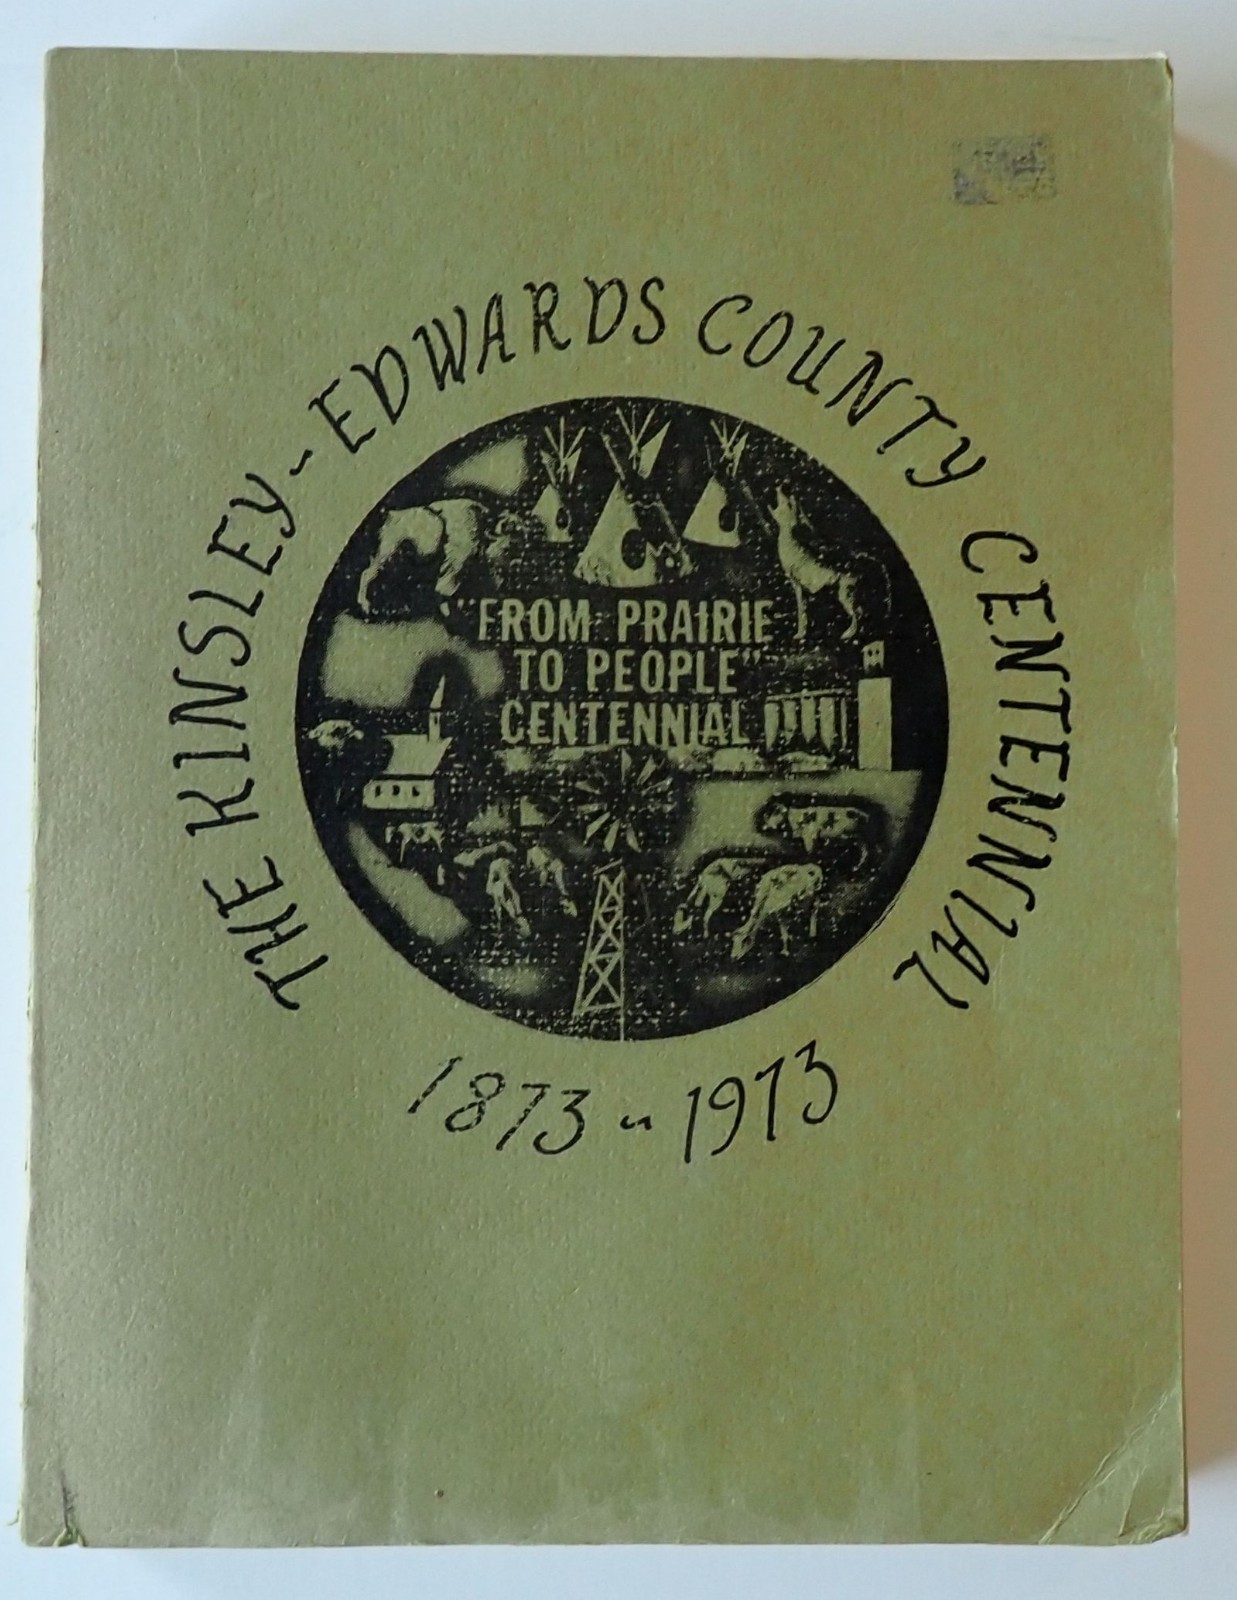 THE KINSLEY - EDWARDS COUNTY CENTENNIAL
"FROM PRAIRIE
TO PEOPLE"
CENTENNIAL
1873 - 1973